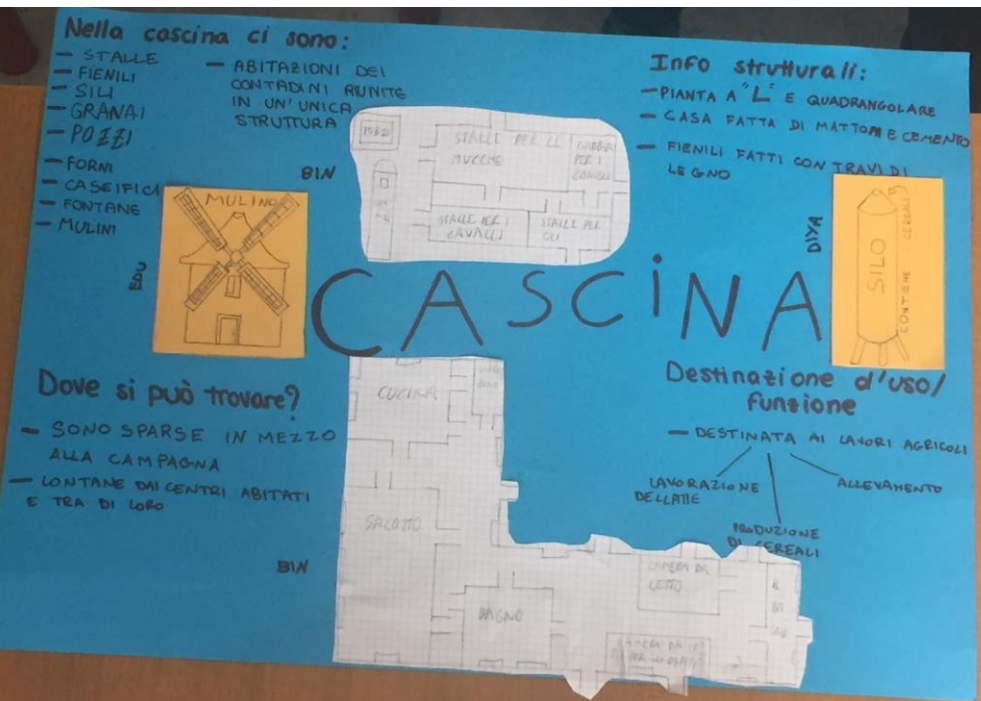 Nella cascina ci sono:
- STALLE
- FIENILI
- SILI
- GRANAI
- POZZI
- FORNI
- CASEIFICI
- FONTANE
- MULINI
- ABITAZIONI DEI
CONTADINI RIUNITE
IN UN'UNICA
STRUTTURA
BIN
POZZO
STALLE PER LE
MUCCHE
GABBIA
PER I
CONIGLI
STALLE PER I
CAVALLI
STALLE PER
GLI
Info strutturali:
- PIANTA A "L" E QUADRANGOLARE
- CASA FATTA DI MATTONI E CEMENTO
- FIENILI FATTI CON TRAVI DI
LEGNO
EDU
MULINO
CASCINA
DIYA
SILO
CONTIENE CEREALI
Dove si può trovare?
- SONO SPARSE IN MEZZO
ALLA CAMPAGNA
- LONTANE DAI CENTRI ABITATI
E TRA DI LORO
BIN
CUCINA
SALOTTO
BAGNO
CAMERA DA
LETTO
Destinazione d'uso/
funzione
- DESTINATA AI LAVORI AGRICOLI
LAVORAZIONE
DEL LATTE
PRODUZIONE
DI CEREALI
ALLEVAMENTO